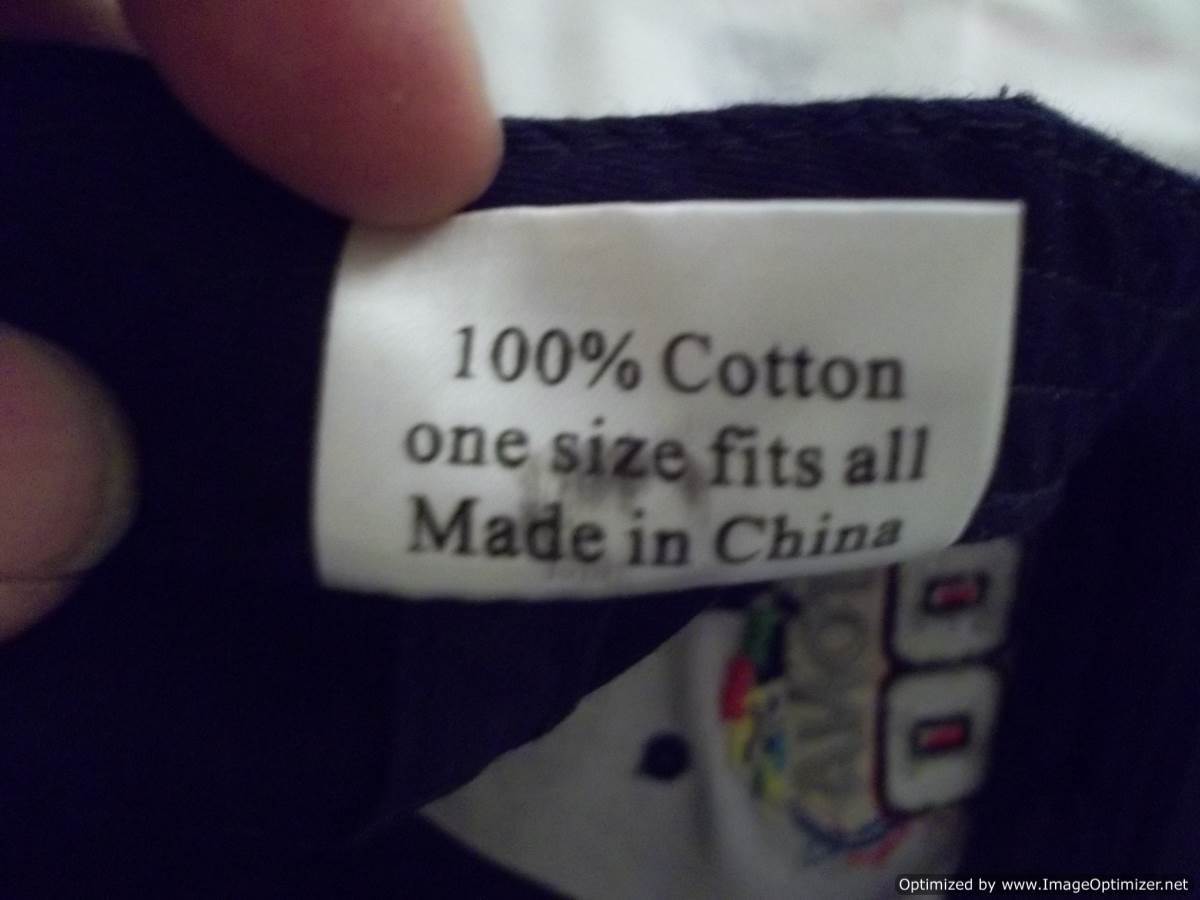 100% Cotton
one size fits all
Made in China
Optimized by www.ImageOptimizer.net